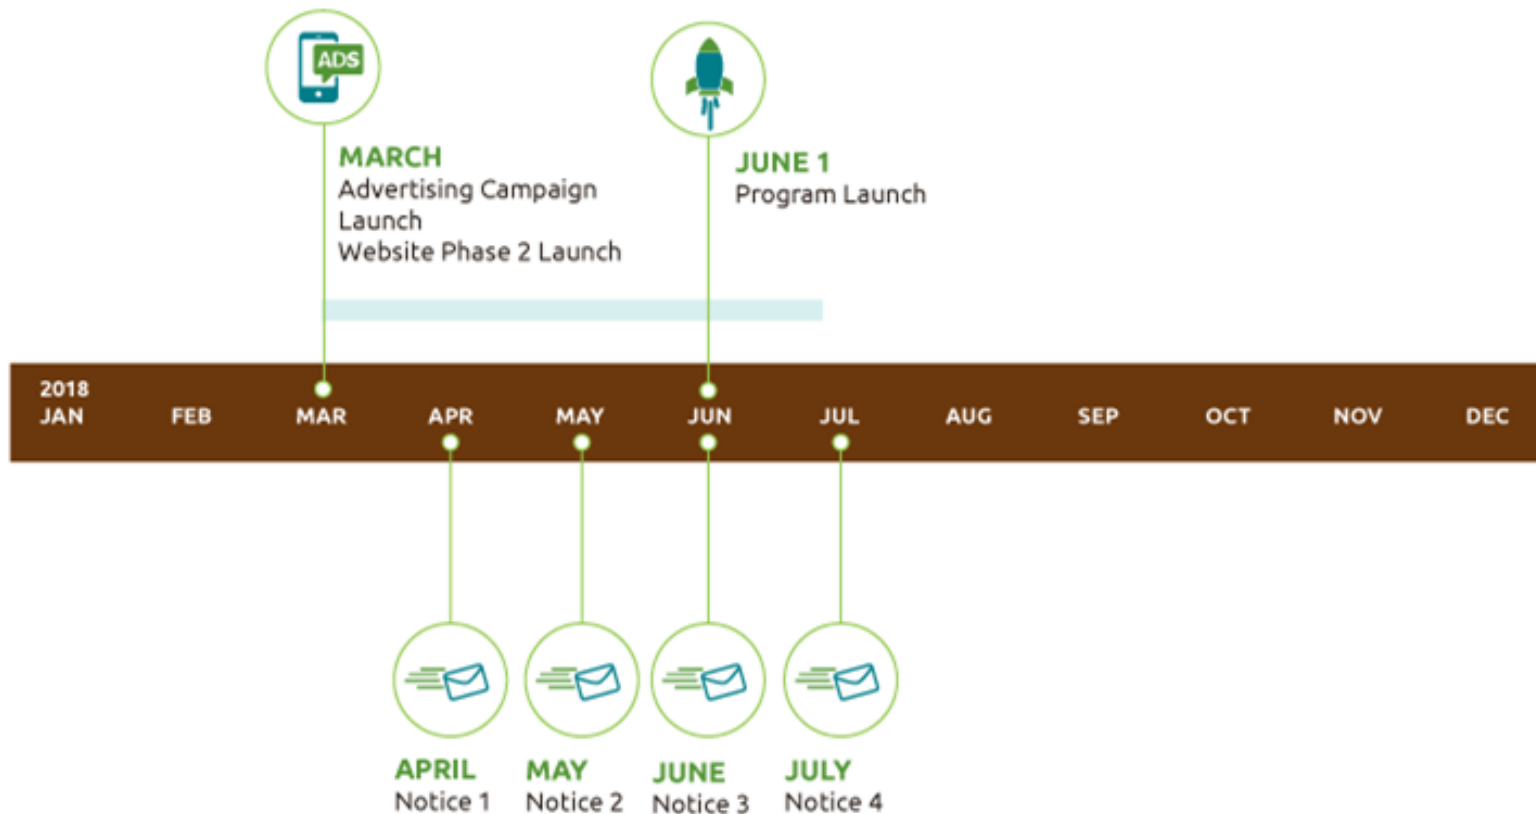 ADS
MARCH
Advertising Campaign
Launch
Website Phase 2 Launch
JUNE 1
Program Launch
2018
JAN FEB MAR APR MAY JUN JUL AUG SEP OCT NOV DEC
APRIL
Notice 1
MAY
Notice 2
JUNE
Notice 3
JULY
Notice 4